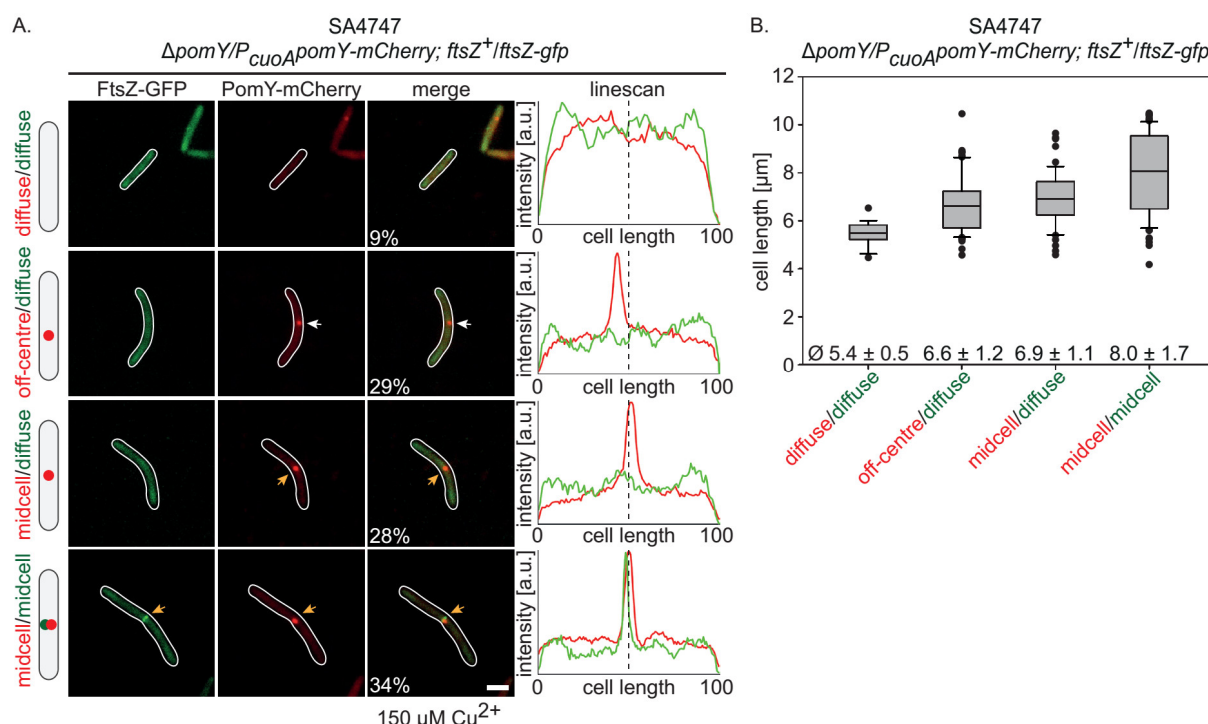 A.
SA4747
ΔpomY/PcuoApomY-mCherry; ftsZ+/ftsZ-gfp
FtsZ-GFP PomY-mCherry merge linescan
diffuse/diffuse
9%
intensity [a.u.]
0 cell length 100
off-centre/diffuse
29%
intensity [a.u.]
0 cell length 100
midcell/diffuse
28%
intensity [a.u.]
0 cell length 100
midcell/midcell
34%
intensity [a.u.]
0 cell length 100
150 μM Cu2+
B.
SA4747
ΔpomY/PcuoApomY-mCherry; ftsZ+/ftsZ-gfp
cell length [μm]
12
10
8
6
4
2
0
Ø 5.4 ± 0.5 6.6 ± 1.2 6.9 ± 1.1 8.0 ± 1.7
diffuse/diffuse
off-centre/diffuse
midcell/diffuse
midcell/midcell